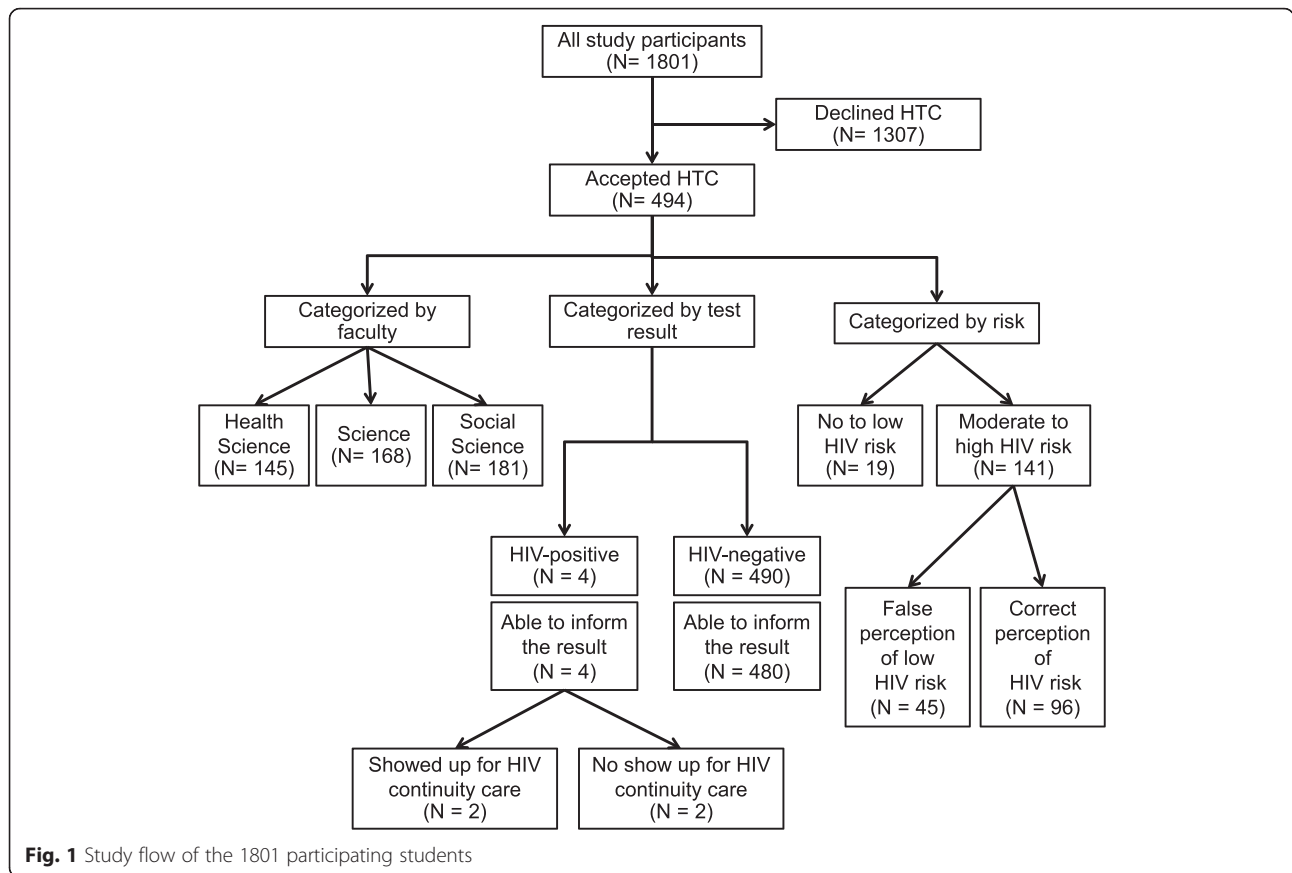 All study participants
(N= 1801)
Declined HTC
(N= 1307)
Accepted HTC
(N= 494)
Categorized by
faculty
Categorized by test
result
Categorized by risk
Health
Science
(N= 145)
Science
(N= 168)
Social
Science
(N= 181)
No to low
HIV risk
(N= 19)
Moderate to
high HIV risk
(N= 141)
HIV-positive
(N = 4)
HIV-negative
(N = 490)
Able to inform
the result
(N = 4)
Able to inform
the result
(N = 480)
False
perception
of low
HIV risk
(N = 45)
Correct
perception
of
HIV risk
(N = 96)
Showed up for HIV
continuity care
(N = 2)
No show up for HIV
continuity care
(N = 2)
Fig. 1 Study flow of the 1801 participating students